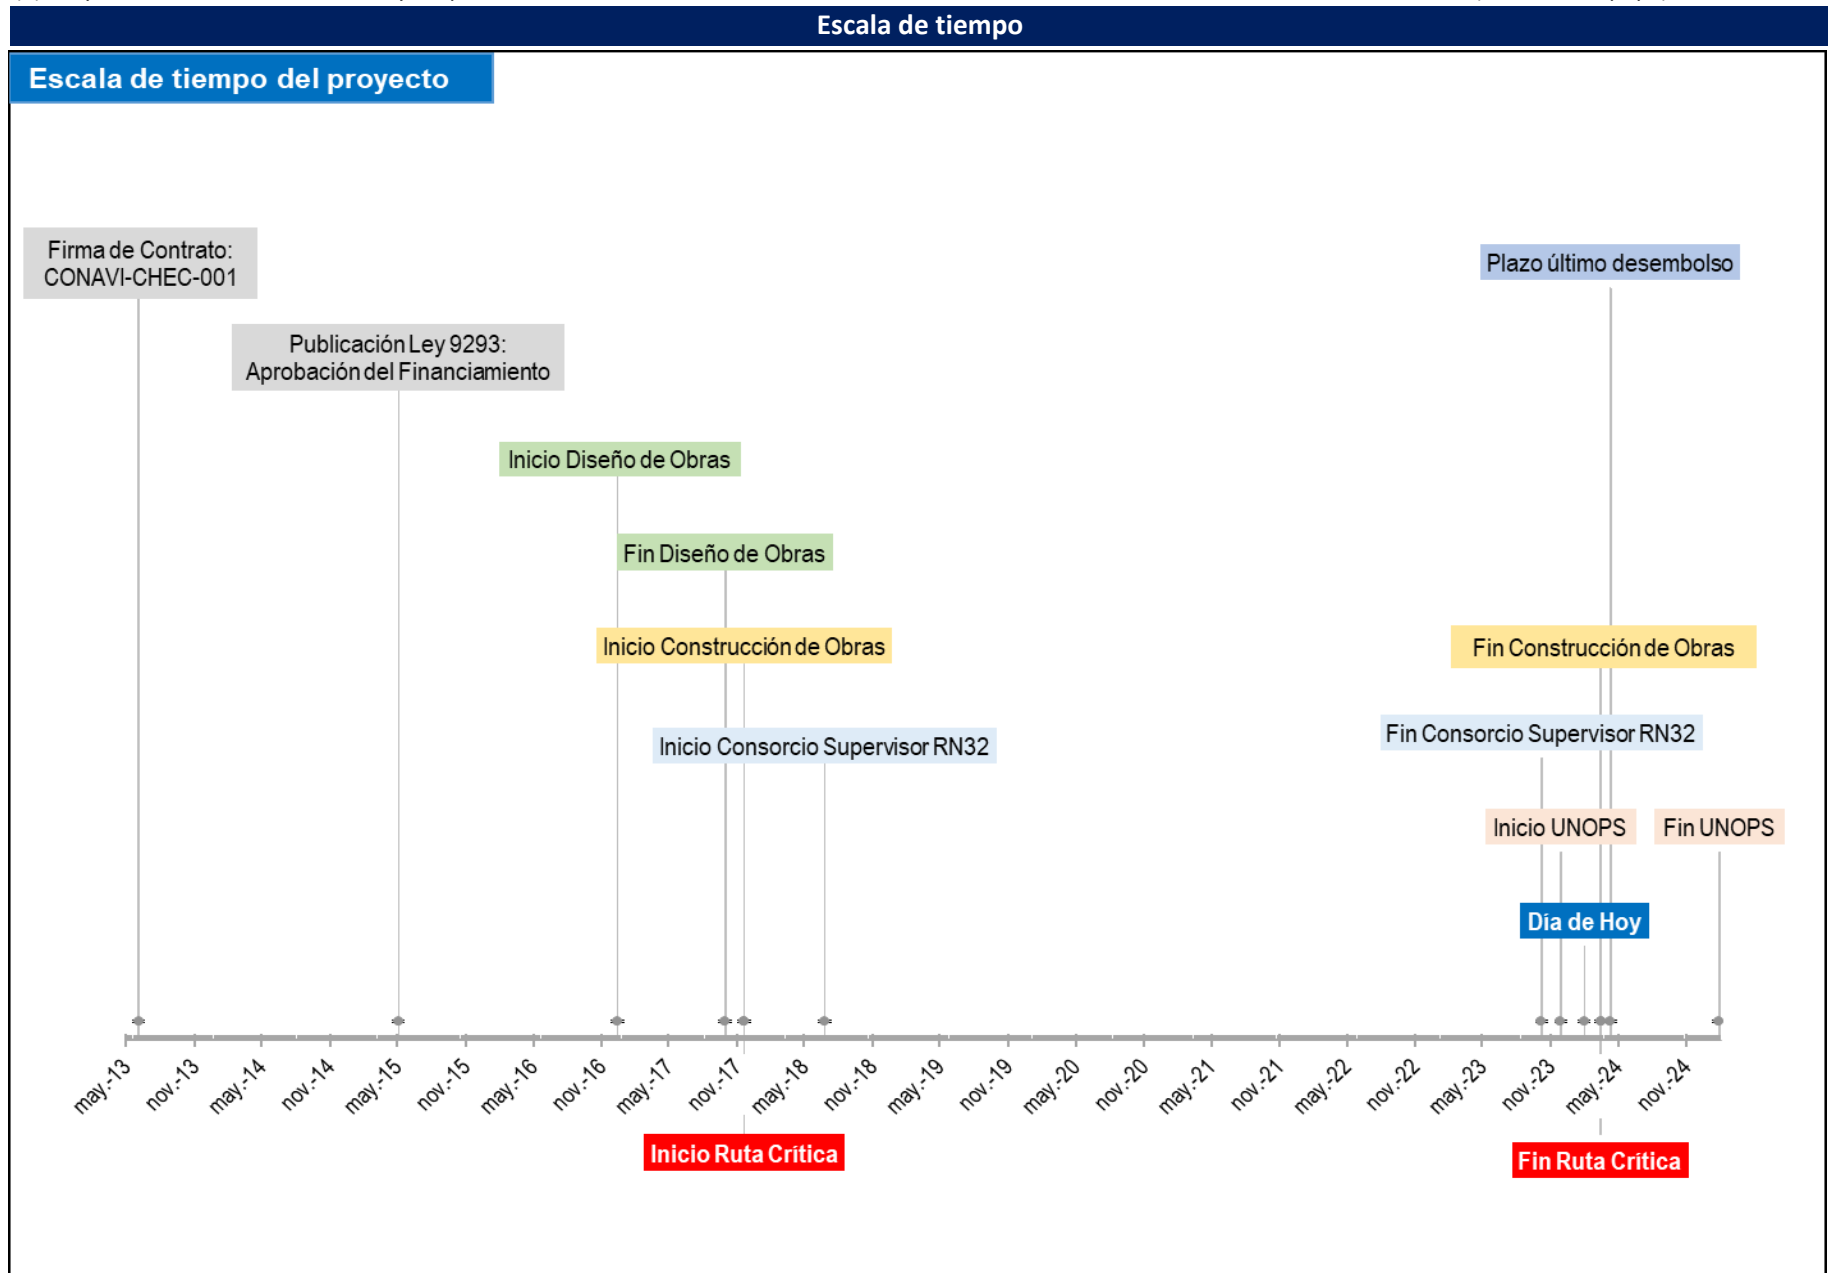 Escala de tiempo
Escala de tiempo del proyecto
Firma de Contrato:
CONAVI-CHEC-001
Plazo último desembolso
Publicación Ley 9293:
Aprobación del Financiamiento
Inicio Diseño de Obras
Fin Diseño de Obras
Inicio Construcción de Obras
Fin Construcción de Obras
Inicio Consorcio Supervisor RN32
Fin Consorcio Supervisor RN32
Inicio UNOPS
Fin UNOPS
Día de Hoy
may.-13
nov.-13
may.-14
nov.-14
may.-15
nov.-15
may.-16
nov.-16
may.-17
nov.-17
may.-18
nov.-18
may.-19
nov.-19
may.-20
nov.-20
may.-21
nov.-21
may.-22
nov.-22
may.-23
nov.-23
may.-24
nov.-24
Inicio Ruta Crítica
Fin Ruta Crítica